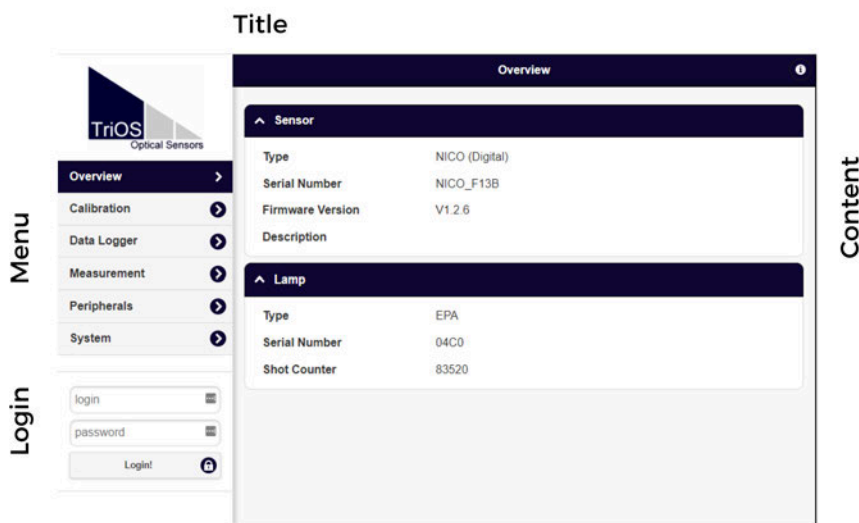 Title
TriOS
Optical Sensors
Overview
Calibration
Data Logger
Measurement
Peripherals
System
login
password
Login!
Menu
Login
Overview
Sensor
Type NICO (Digital)
Serial Number NICO_F13B
Firmware Version V1.2.6
Description
Lamp
Type EPA
Serial Number 04C0
Shot Counter 83520
Content